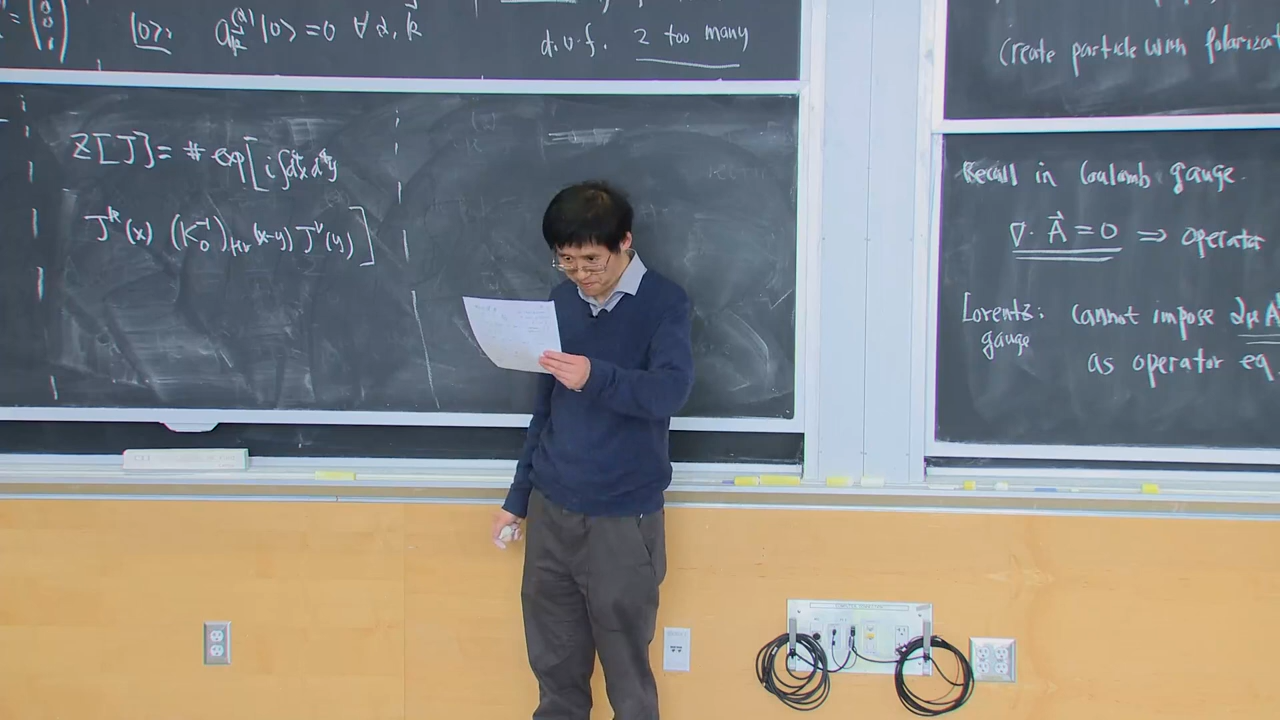 |0>: a_k^(α) |0> = 0 ∀ α, k⃗
d.o.f. 2 too many
Z[J] = # exp[i ∫d⁴x d⁴y
J^μ(x) (K₀⁻¹)_μν (x-y) J^ν(y)]
Create particle with polarizat
Recall in Coulomb gauge.
∇·A⃗ = 0 ⇒ operator
Lorentz: cannot impose ∂μ A
gauge
as operator eq.